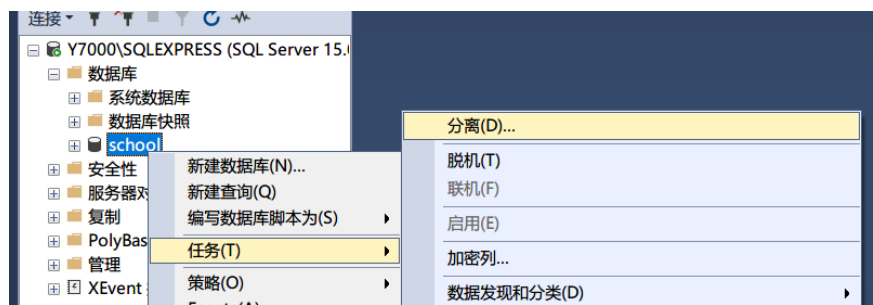 连接
Y7000\SQLEXPRESS (SQL Server 15.
数据库
系统数据库
数据库快照
school
安全性
服务器对
复制
PolyBas
管理
XEvent
新建数据库(N)...
新建查询(Q)
编写数据库脚本为(S)
任务(T)
策略(O)
分离(D)...
脱机(T)
联机(F)
启用(E)
加密列...
数据发现和分类(D)